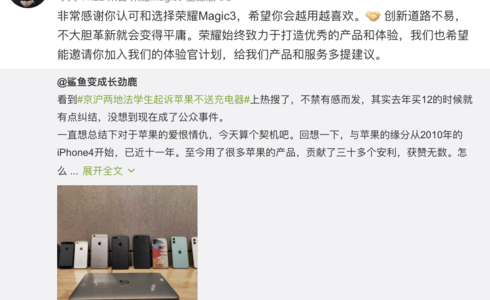 非常感谢你认可和选择荣耀Magic3，希望你会越用越喜欢。🤝 创新道路不易，
不大胆革新就会变得平庸。荣耀始终致力于打造优秀的产品和体验，我们也希望
能邀请你加入我们的体验官计划，给我们产品和服务多提建议。
@鲨鱼变成长劲鹿
看到#京沪两地法学生起诉苹果不送充电器#上热搜了，不禁有感而发，其实去年买12的时候就
有点纠结，没想到现在成了公众事件。
一直想总结下对于苹果的爱恨情仇，今天算个契机吧。回想一下，与苹果的缘分从2010年的
iPhone4开始，已近十一年。至今用了很多苹果的产品，贡献了三十多个安利，获赞无数。怎
么 ... 展开全文